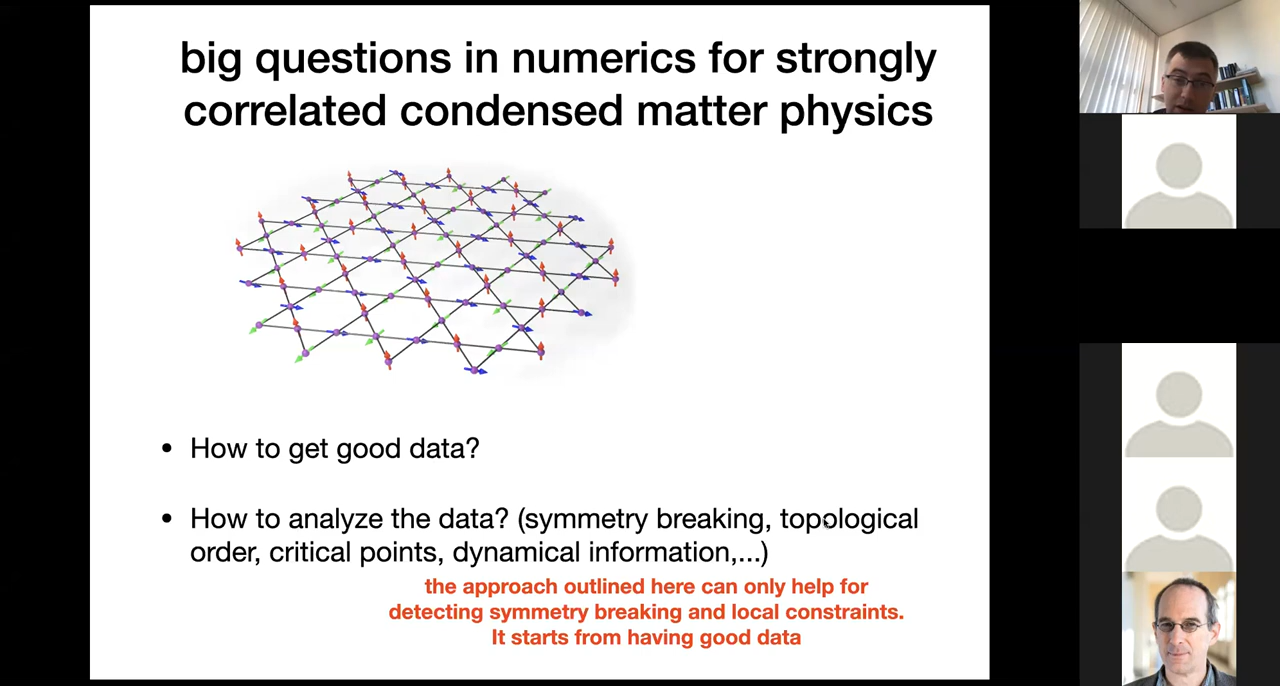 big questions in numerics for strongly
correlated condensed matter physics
• How to get good data?
• How to analyze the data? (symmetry breaking, topological
order, critical points, dynamical information,...)
the approach outlined here can only help for
detecting symmetry breaking and local constraints.
It starts from having good data